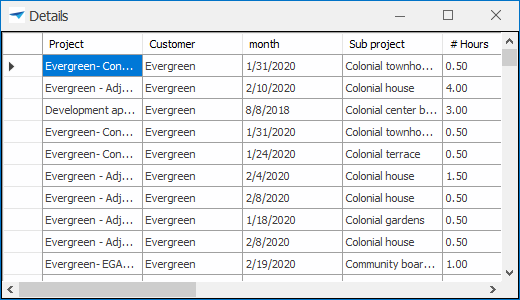 Details
Project Customer month Sub project # Hours
Evergreen- Con... Evergreen 1/31/2020 Colonial townho... 0.50
Evergreen - Adj... Evergreen 2/10/2020 Colonial house 4.00
Development ap... Evergreen 8/8/2018 Colonial center b... 3.00
Evergreen- Con... Evergreen 1/31/2020 Colonial townho... 0.50
Evergreen- Con... Evergreen 1/24/2020 Colonial terrace 0.50
Evergreen - Adj... Evergreen 2/4/2020 Colonial house 1.50
Evergreen - Adj... Evergreen 2/8/2020 Colonial house 0.50
Evergreen - Adj... Evergreen 1/18/2020 Colonial gardens 0.50
Evergreen - Adj... Evergreen 2/8/2020 Colonial house 0.50
Evergreen- EGA... Evergreen 2/19/2020 Community boar... 1.00